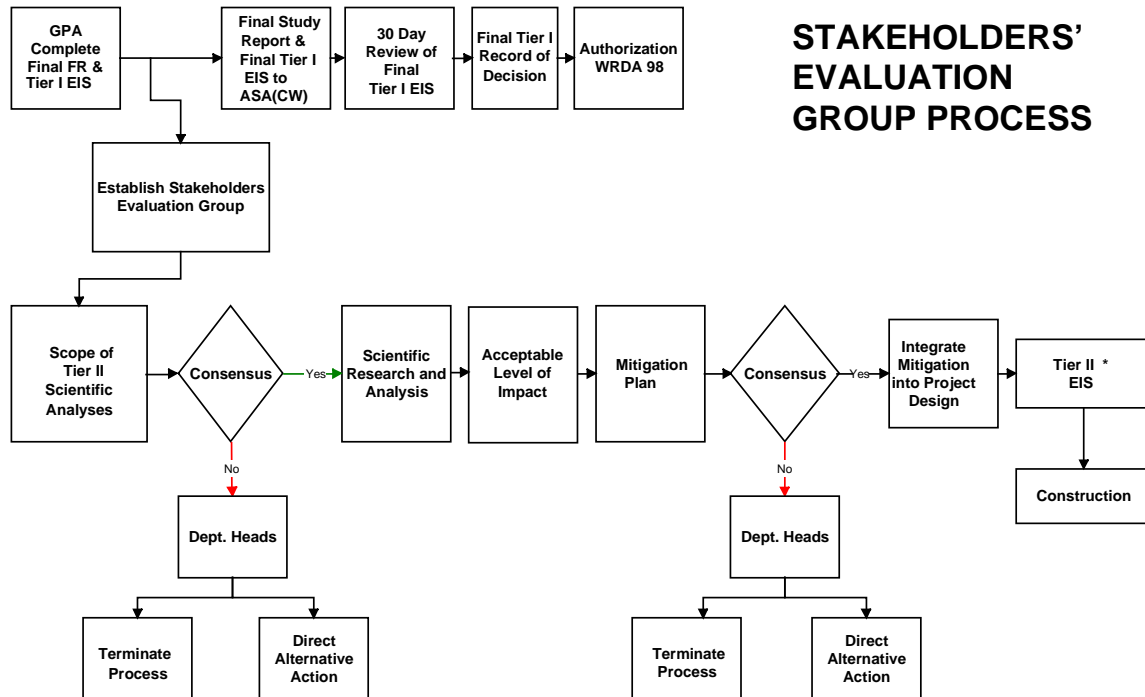 GPA
Complete
Final FR &
Tier I EIS
Final Study
Report &
Final Tier I
EIS to
ASA(CW)
30 Day
Review of
Final
Tier I EIS
Final Tier I
Record of
Decision
Authorization
WRDA 98
STAKEHOLDERS’
EVALUATION
GROUP PROCESS
Establish Stakeholders
Evaluation Group
Scope of
Tier II
Scientific
Analyses
Consensus
Yes
Scientific
Research and
Analysis
Acceptable
Level of
Impact
Mitigation
Plan
Consensus
Yes
Integrate
Mitigation
into Project
Design
Tier II *
EIS
No
No
Construction
Dept. Heads
Dept. Heads
Terminate
Process
Direct
Alternative
Action
Terminate
Process
Direct
Alternative
Action